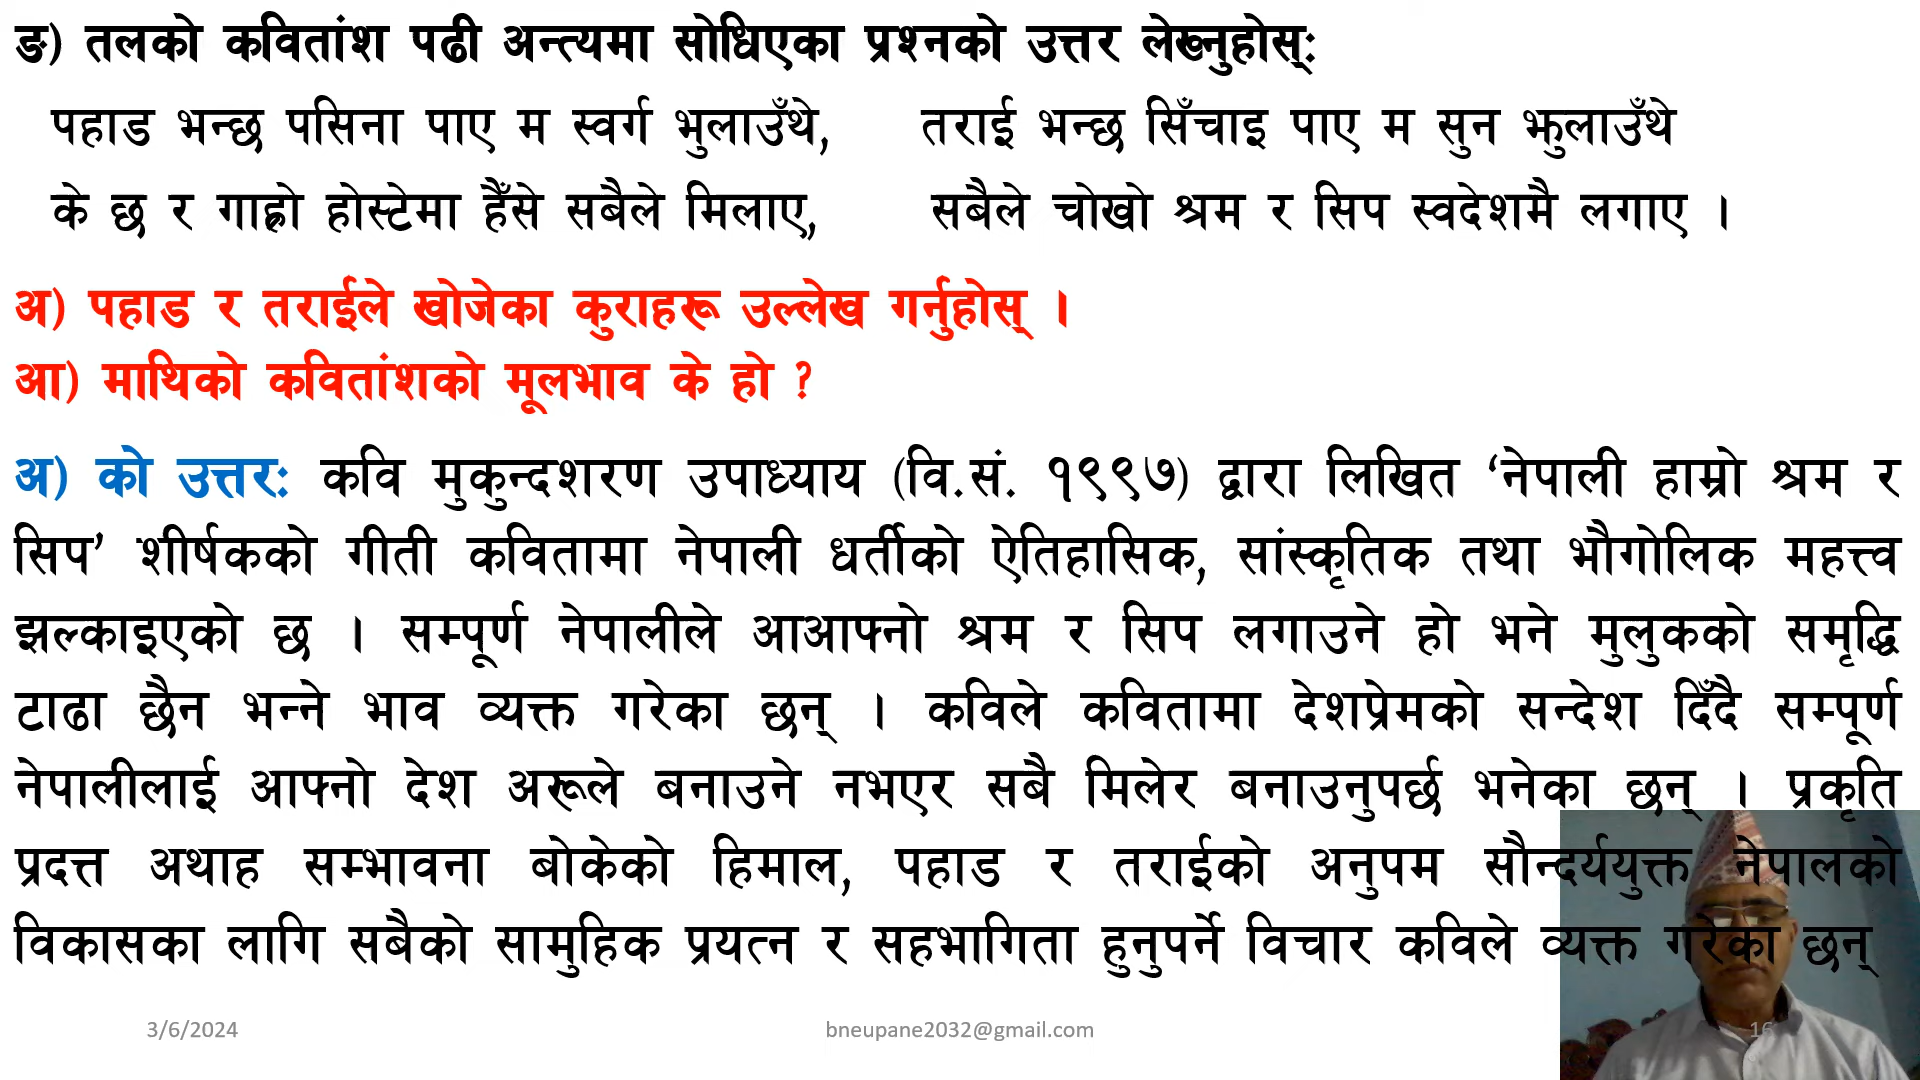 ङ) तलको कवितांश पढी अन्त्यमा सोधिएका प्रश्नको उत्तर लेख्नुहोस्:
पहाड भन्छ पसिना पाए म स्वर्ग भुलाउँथे, तराई भन्छ सिँचाइ पाए म सुन झुलाउँथे
के छ र गाह्रो होस्टेमा हैँसे सबैले मिलाए, सबैले चोखो श्रम र सिप स्वदेशमै लगाए ।
अ) पहाड र तराईले खोजेका कुराहरू उल्लेख गर्नुहोस् ।
आ) माथिको कवितांशको मूलभाव के हो ?
अ) को उत्तर: कवि मुकुन्दशरण उपाध्याय (वि.सं. १९९७) द्वारा लिखित ‘नेपाली हाम्रो श्रम र
सिप’ शीर्षकको गीती कवितामा नेपाली धर्तीको ऐतिहासिक, सांस्कृतिक तथा भौगोलिक महत्त्व
झल्काइएको छ । सम्पूर्ण नेपालीले आआफ्नो श्रम र सिप लगाउने हो भने मुलुकको समृद्धि
टाढा छैन भन्ने भाव व्यक्त गरेका छन् । कविले कवितामा देशप्रेमको सन्देश दिँदै सम्पूर्ण
नेपालीलाई आफ्नो देश अरूले बनाउने नभएर सबै मिलेर बनाउनुपर्छ भनेका छन् । प्रकृति
प्रदत्त अथाह सम्भावना बोकेको हिमाल, पहाड र तराईको अनुपम सौन्दर्ययुक्त नेपालको
विकासका लागि सबैको सामुहिक प्रयत्न र सहभागिता हुनुपर्ने विचार कविले व्यक्त गरेका छन्
3/6/2024 bneupane2032@gmail.com 16